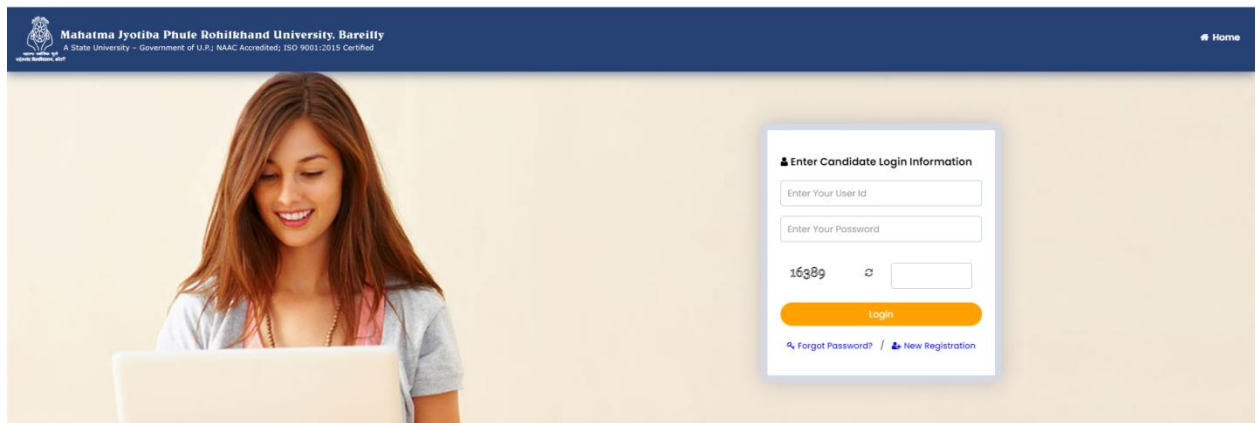 Mahatma Jyotiba Phule Rohilkhand University, Bareilly
A State University – Government of U.P.; NAAC Accredited; ISO 9001:2015 Certified
Home
Enter Candidate Login Information
Enter Your User Id
Enter Your Password
16389
Login
Forgot Password? / New Registration